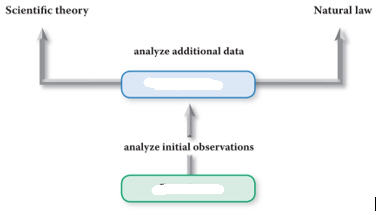 Scientific theory
Natural law
analyze additional data
analyze initial observations